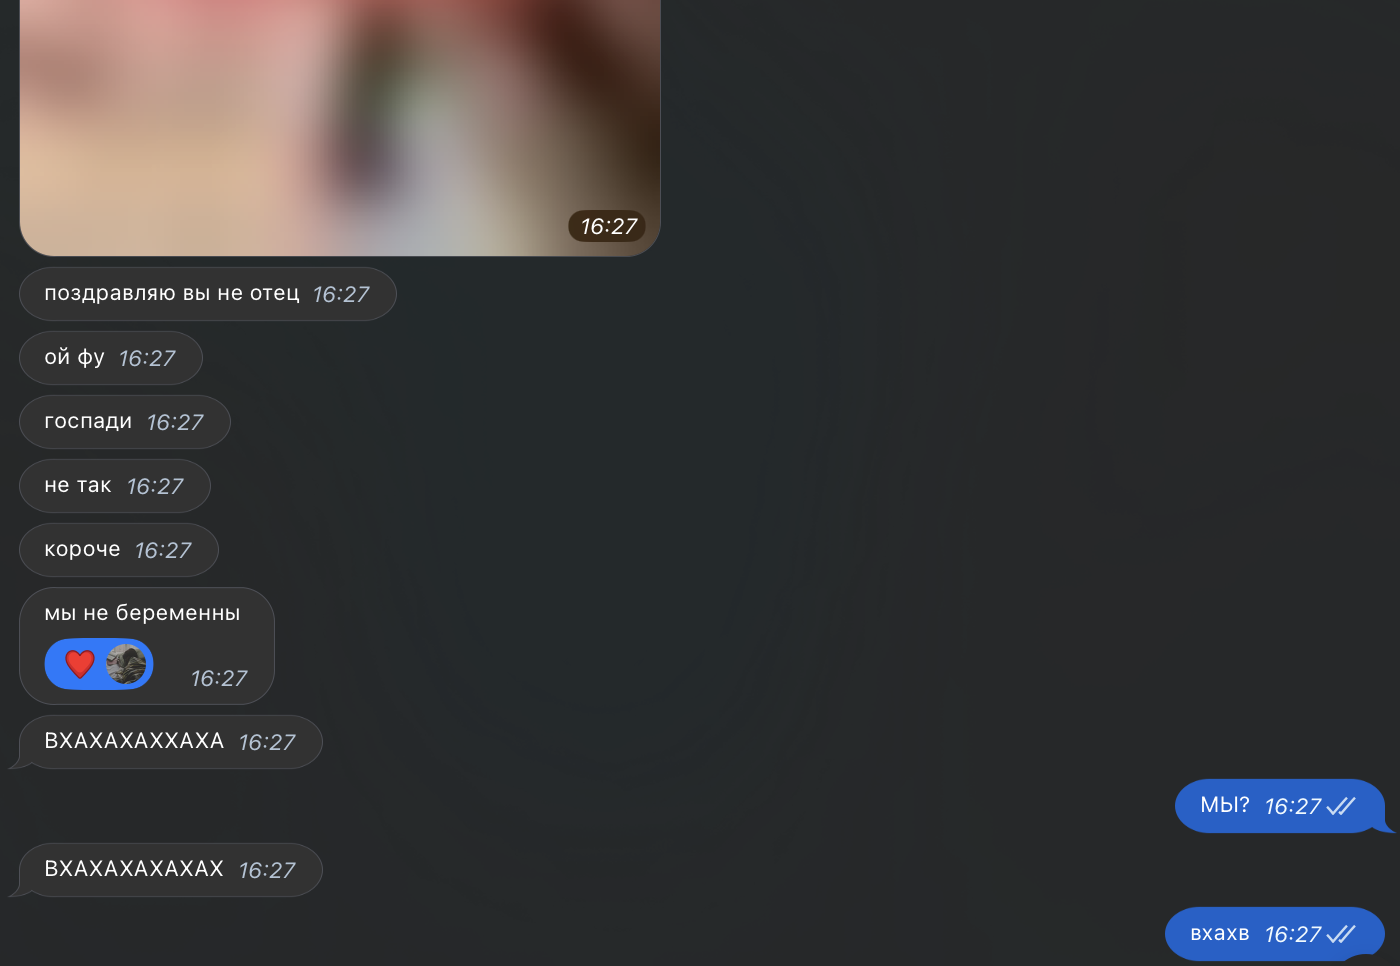 16:27
поздравляю вы не отец 16:27
ой фу 16:27
госпади 16:27
не так 16:27
короче 16:27
мы не беременны
16:27
ВХАХАХАХХАХА 16:27
МЫ? 16:27
ВХАХАХАХАХАХ 16:27
вхахв 16:27